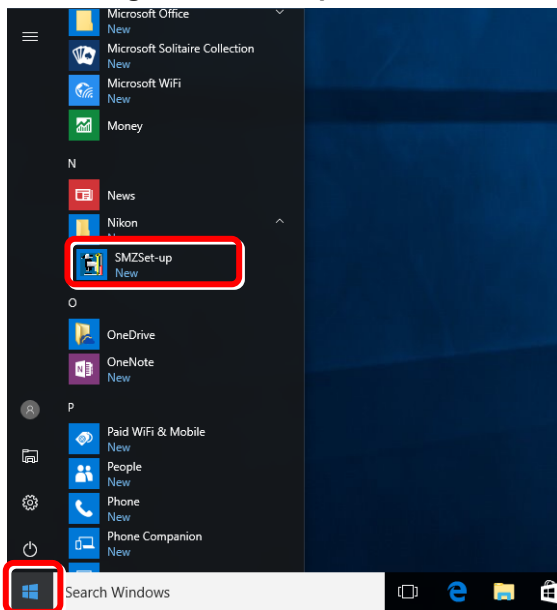 Microsoft Office
New
Microsoft Solitaire Collection
New
Microsoft WiFi
New
Money
N
News
Nikon
SMZSet-up
New
O
OneDrive
OneNote
New
P
Paid WiFi & Mobile
New
People
New
Phone
New
Phone Companion
New
Search Windows